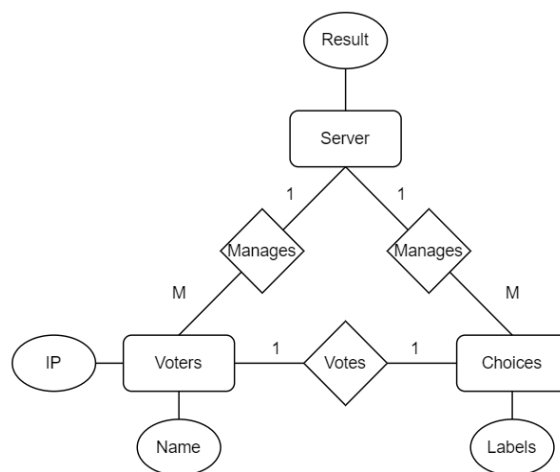 Result
Server
1
1
Manages
Manages
M
M
IP
Voters
1
Votes
1
Choices
Name
Labels